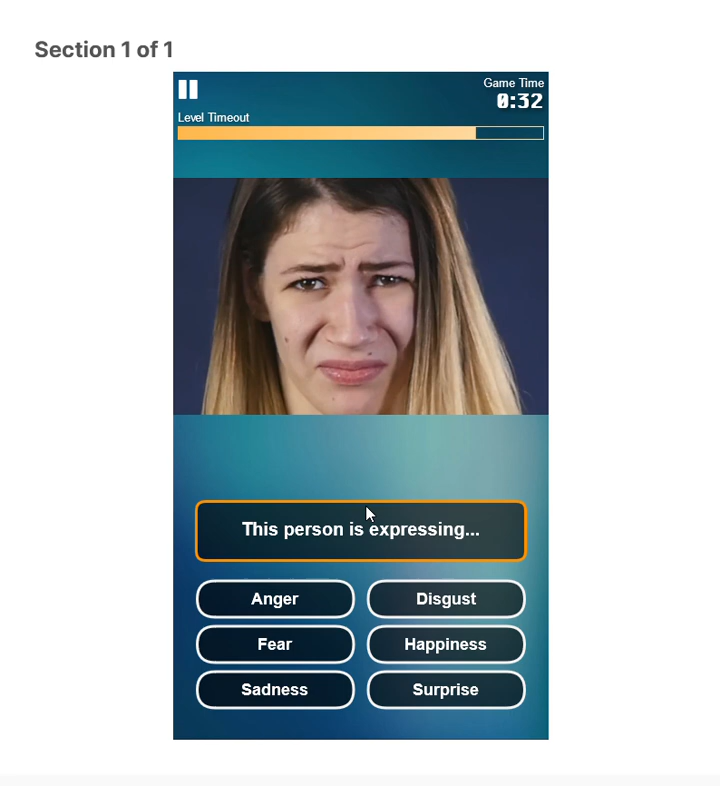 Section 1 of 1
Game Time
0:32
Level Timeout
This person is expressing...
Anger
Disgust
Fear
Happiness
Sadness
Surprise